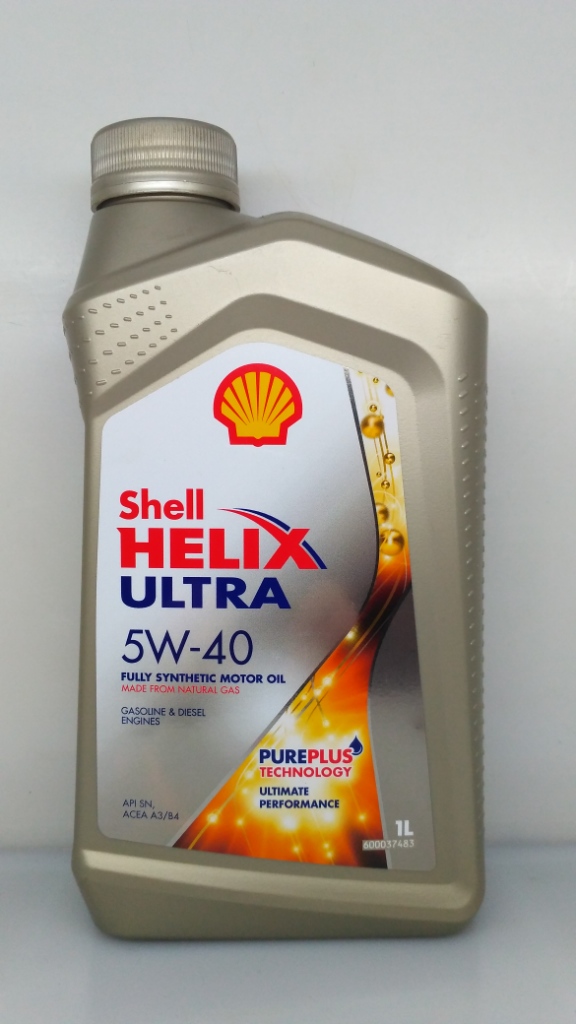 Shell
HELIX
ULTRA
5W-40
FULLY SYNTHETIC MOTOR OIL
MADE FROM NATURAL GAS
GASOLINE & DIESEL
ENGINES
PUREPLUS
TECHNOLOGY
ULTIMATE
PERFORMANCE
API SN,
ACEA A3/B4
1L
600037483